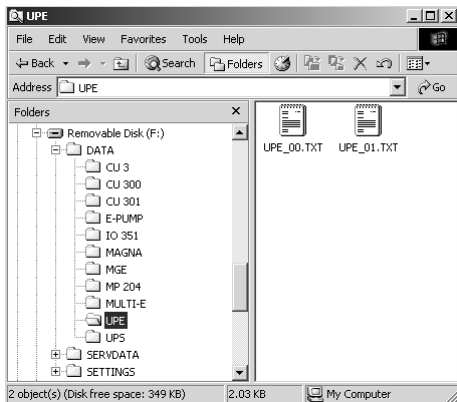 UPE
File Edit View Favorites Tools Help
Back Search Folders
Address UPE Go
Folders
Removable Disk (F:)
DATA
CU 3
CU 300
CU 301
E-PUMP
IO 351
MAGNA
MGE
MP 204
MULTI-E
UPE
UPS
SERVDATA
SETTINGS
UPE_00.TXT UPE_01.TXT
2 object(s) (Disk free space: 349 KB) 2.03 KB My Computer